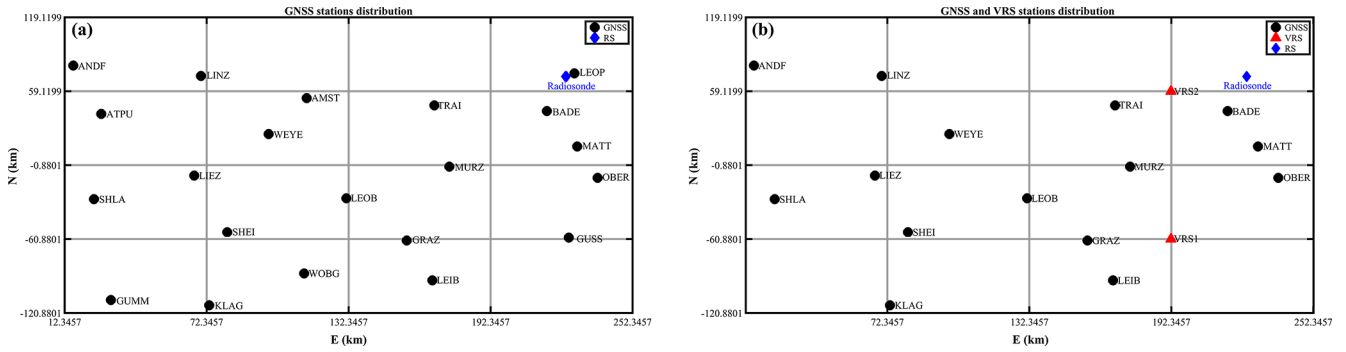 GNSS stations distribution
(a)
GNSS
RS
119.1199
59.1199
-0.8801
-60.8801
-120.8801
N (km)
ANDF
LINZ
LEOP
Radiosonde
AMST
TRAI
BADE
ATPU
WEYE
MATT
MURZ
LIEZ
OBER
SHLA
LEOB
SHEI
GRAZ
GUSS
WOBG
LEIB
GUMM
KLAG
12.3457
72.3457
132.3457
192.3457
252.3457
E (km)
GNSS and VRS stations distribution
(b)
GNSS
VRS
RS
119.1199
59.1199
-0.8801
-60.8801
-120.8801
N (km)
ANDF
LINZ
Radiosonde
VRS2
TRAI
BADE
WEYE
MATT
MURZ
LIEZ
OBER
SHLA
LEOB
SHEI
GRAZ
VRS1
LEIB
KLAG
72.3457
132.3457
192.3457
252.3457
E (km)